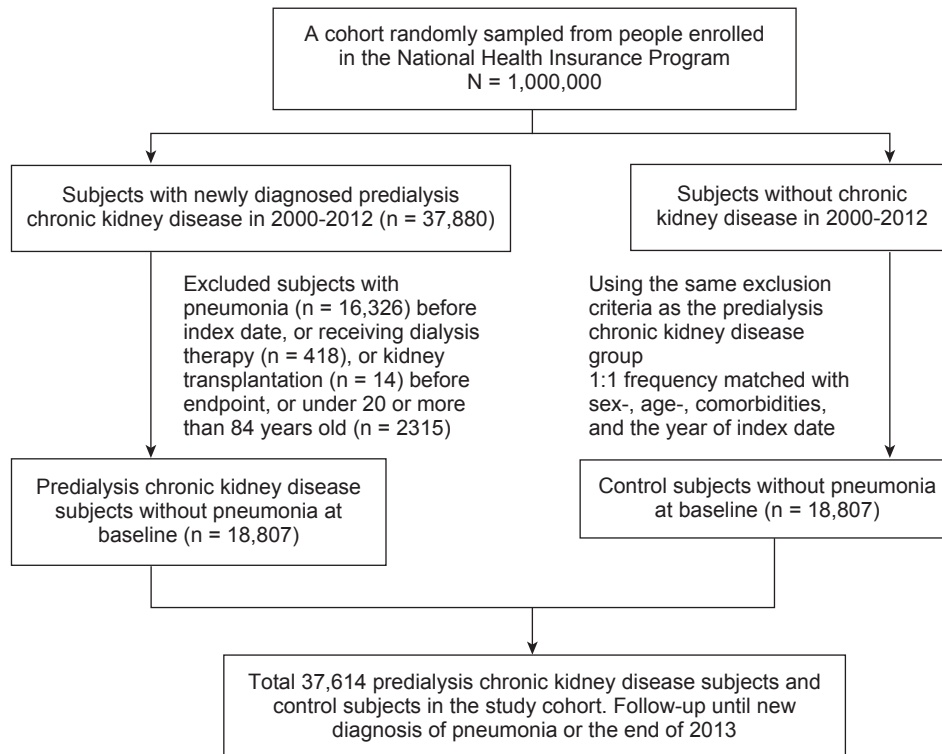 A cohort randomly sampled from people enrolled
in the National Health Insurance Program
N = 1,000,000
Subjects with newly diagnosed predialysis
chronic kidney disease in 2000-2012 (n = 37,880)
Subjects without chronic
kidney disease in 2000-2012
Excluded subjects with
pneumonia (n = 16,326) before
index date, or receiving dialysis
therapy (n = 418), or kidney
transplantation (n = 14) before
endpoint, or under 20 or more
than 84 years old (n = 2315)
Using the same exclusion
criteria as the predialysis
chronic kidney disease
group
1:1 frequency matched with
sex-, age-, comorbidities,
and the year of index date
Predialysis chronic kidney disease
subjects without pneumonia at
baseline (n = 18,807)
Control subjects without pneumonia
at baseline (n = 18,807)
Total 37,614 predialysis chronic kidney disease subjects and
control subjects in the study cohort. Follow-up until new
diagnosis of pneumonia or the end of 2013